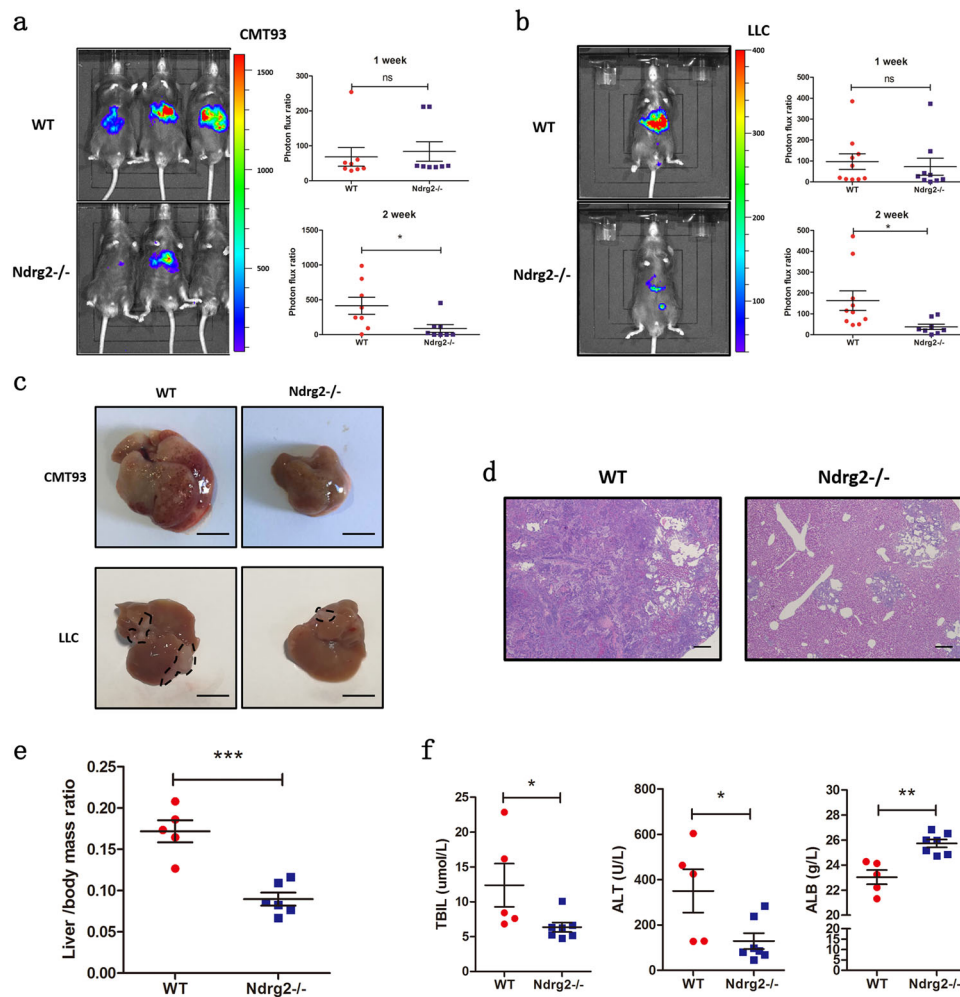 a
CMT93
WT
Ndrg2-/-
1500
1000
500
1 week
ns
Photon flux ratio
300
200
100
0
WT
Ndrg2-/-
2 week
*
Photon flux ratio
1500
1000
500
0
WT
Ndrg2-/-
b
LLC
WT
Ndrg2-/-
400
300
200
100
1 week
ns
Photon flux ratio
500
400
300
200
100
0
WT
Ndrg2-/-
2 week
*
Photon flux ratio
500
400
300
200
100
0
WT
Ndrg2-/-
c
WT
Ndrg2-/-
CMT93
LLC
d
WT
Ndrg2-/-
e
***
Liver /body mass ratio
0.25
0.20
0.15
0.10
0.05
0.00
WT
Ndrg2-/-
f
*
TBIL (umol/L)
25
20
15
10
5
0
WT
Ndrg2-/-
*
ALT (U/L)
800
600
400
200
0
WT
Ndrg2-/-
**
ALB (g/L)
30
28
26
24
22
20
20
15
10
5
0
WT
Ndrg2-/-